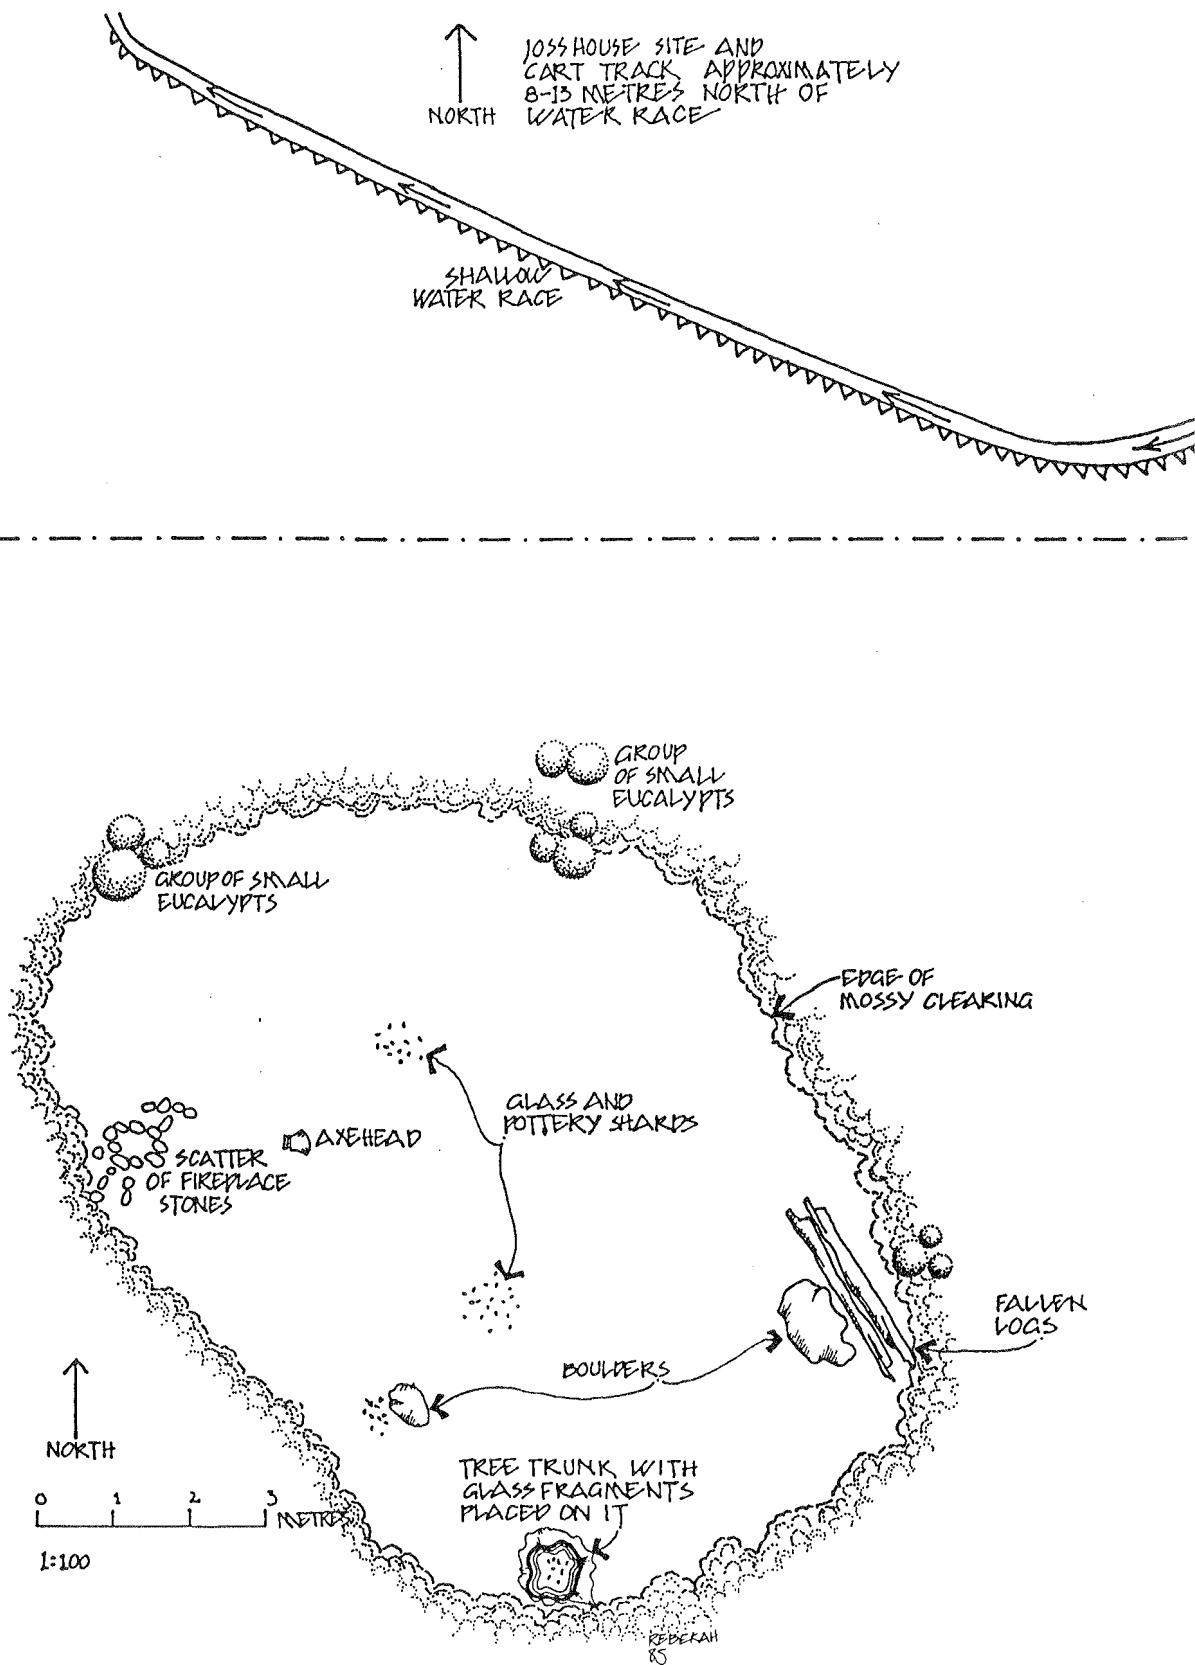 JOSS HOUSE SITE AND
CART TRACK APPROXIMATELY
8-13 METRES NORTH OF
WATER RACE
NORTH
SHALLOW
WATER RACE
GROUP
OF SMALL
EUCALYPTS
GROUP OF SMALL
EUCALYPTS
EDGE OF
MOSSY CLEARING
GLASS AND
POTTERY SHARDS
AXEHEAD
SCATTER
OF FIREPLACE
STONES
FALLEN
LOGS
BOULDERS
NORTH
TREE TRUNK WITH
GLASS FRAGMENTS
PLACED ON IT
0 1 2 3
METRES
1:100
REBEKAH
85